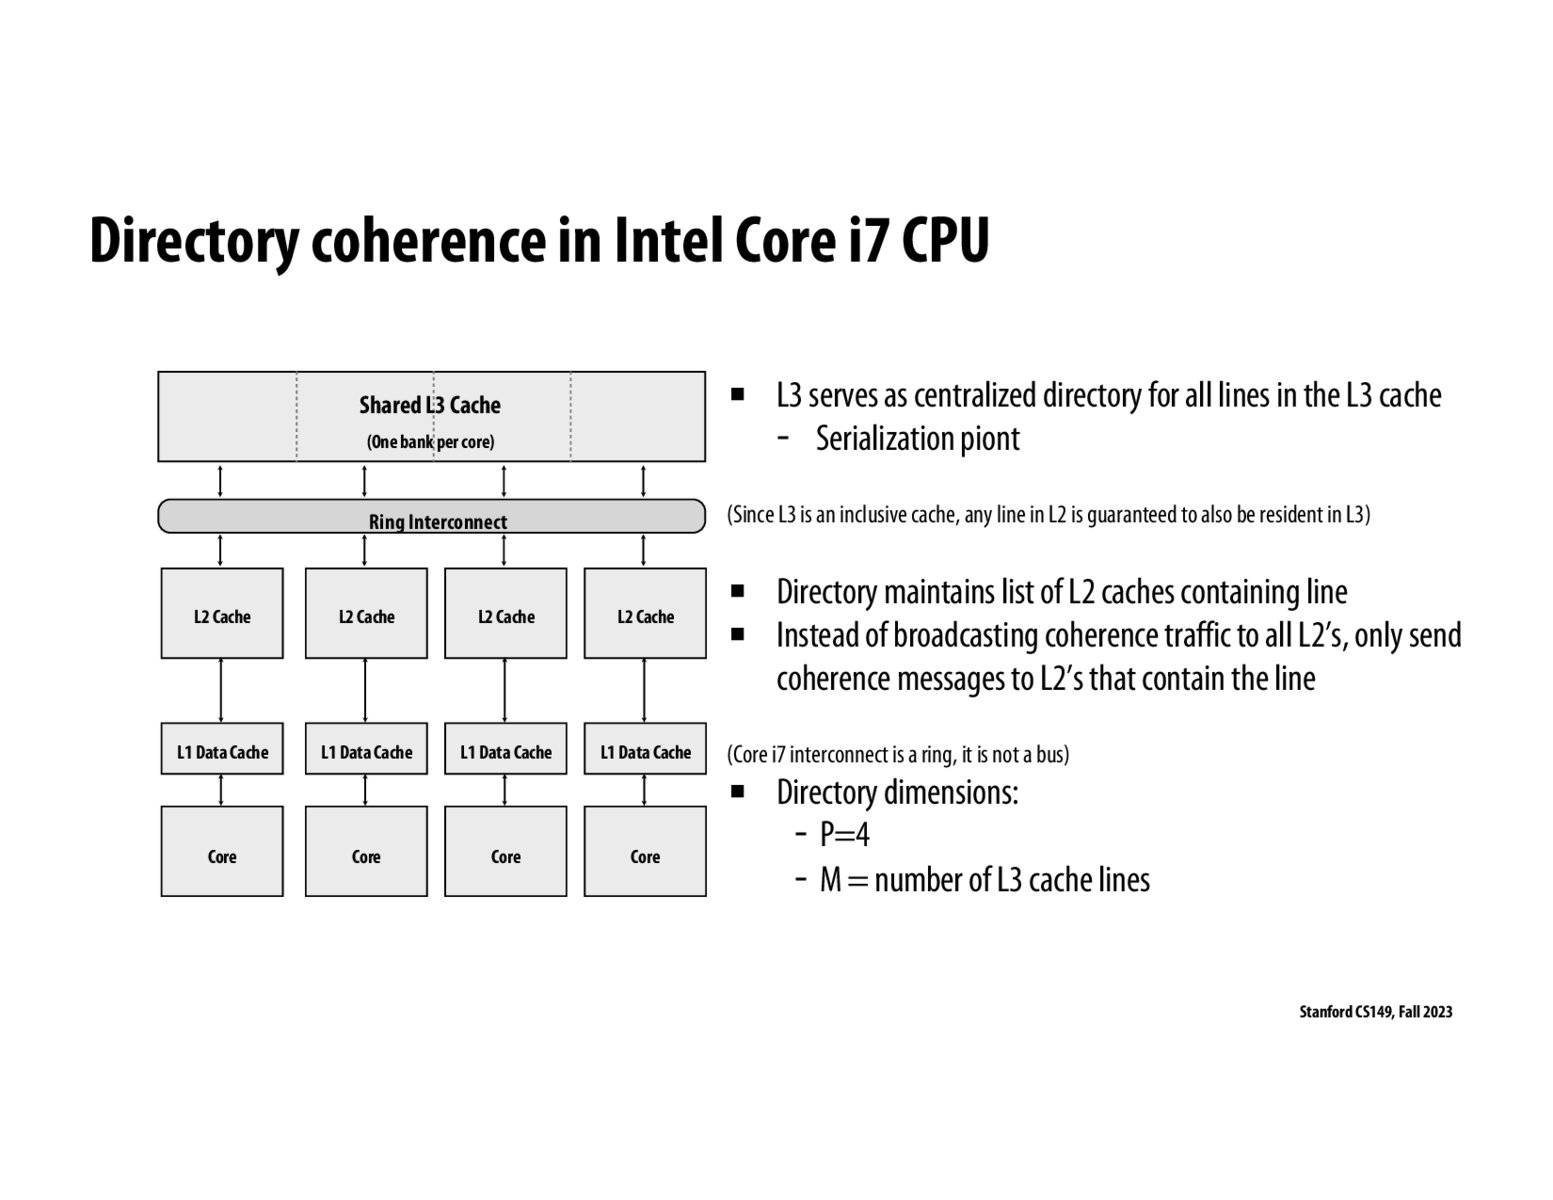 Directory coherence in Intel Core i7 CPU
Shared L3 Cache
(One bank per core)
Ring Interconnect
L2 Cache
L2 Cache
L2 Cache
L2 Cache
L1 Data Cache
L1 Data Cache
L1 Data Cache
L1 Data Cache
Core
Core
Core
Core
■ L3 serves as centralized directory for all lines in the L3 cache
- Serialization piont
(Since L3 is an inclusive cache, any line in L2 is guaranteed to also be resident in L3)
■ Directory maintains list of L2 caches containing line
■ Instead of broadcasting coherence traffic to all L2’s, only send
coherence messages to L2’s that contain the line
(Core i7 interconnect is a ring, it is not a bus)
■ Directory dimensions:
- P=4
- M = number of L3 cache lines
Stanford CS149, Fall 2023